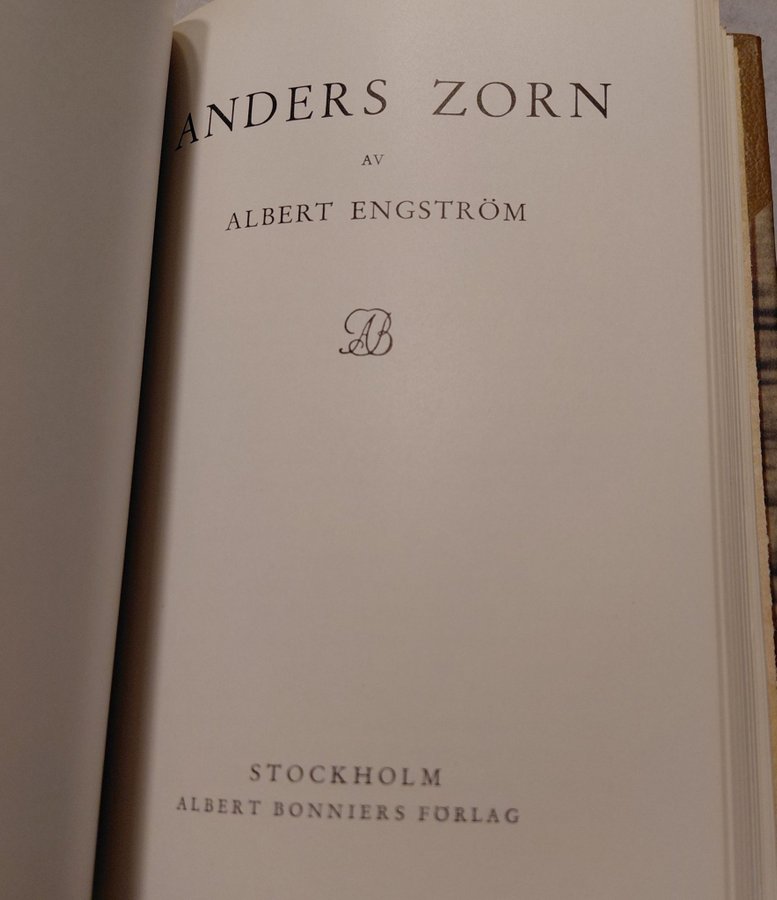 ANDERS ZORN
AV
ALBERT ENGSTRÖM
AB
STOCKHOLM
ALBERT BONNIERS FÖRLAG